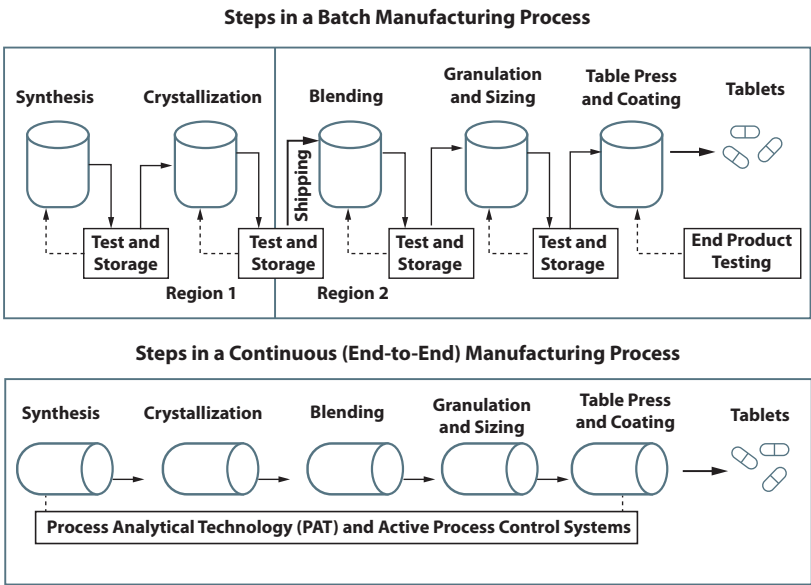 Steps in a Batch Manufacturing Process
Synthesis
Crystallization
Blending
Granulation
and Sizing
Table Press
and Coating
Tablets
Shipping
Test and
Storage
Test and
Storage
Test and
Storage
Test and
Storage
End Product
Testing
Region 1
Region 2
Steps in a Continuous (End-to-End) Manufacturing Process
Synthesis
Crystallization
Blending
Granulation
and Sizing
Table Press
and Coating
Tablets
Process Analytical Technology (PAT) and Active Process Control Systems